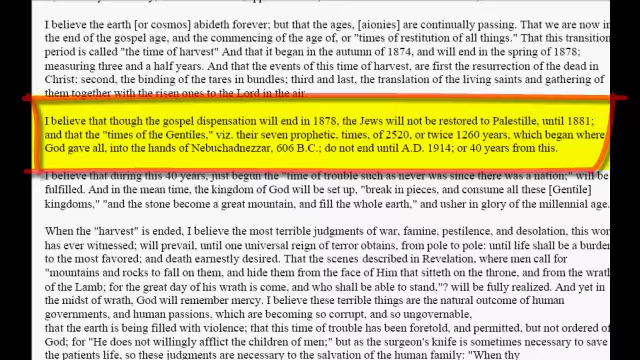 I believe the earth [or cosmos] abideth forever; but that the ages, [aionies] are continually passing. That we are now in
the end of the gospel age, and the commencing of the age of, or "times of restitution of all things." That this transition
period is called "the time of harvest" And that it began in the autumn of 1874, and will end in the spring of 1878;
measuring three and a half years. And that the events of this time of harvest, are first the resurrection of the dead in
Christ; second, the binding of the tares in bundles; third and last, the translation of the living saints and gathering of
them together with the risen ones to the Lord in the air.
I believe that though the gospel dispensation will end in 1878, the Jews will not be restored to Palestille, until 1881;
and that the "times of the Gentiles," viz. their seven prophetic, times, of 2520, or twice 1260 years, which began where
God gave all, into the hands of Nebuchadnezzar, 606 B.C.; do not end until A.D. 1914; or 40 years from this.
I believe that during this 40 years, just begun the "time of trouble such as never was since there was a nation;" will be
fulfilled. And in the mean time, the kingdom of God will be set up, "break in pieces, and consume all these [Gentile]
kingdoms," "and the stone become a great mountain, and fill the whole earth," and usher in glory of the millennial age.
When the "harvest" is ended, I believe the most terrible judgments of war, famine, pestilence, and desolation, this world
has ever witnessed; will prevail, until one universal reign of terror obtains, from pole to pole: until life shall be a burden
to the most favored; and death earnestly desired. That the scenes described in Revelation, where men call for
"mountains and rocks to fall on them, and hide them from the face of Him that sitteth on the throne, and from the wrath
of the Lamb; for the great day of his wrath is come, and who shall be able to stand,"? will be fully realized. And yet in
the midst of wrath, God will remember mercy. I believe these terrible things are the natural outcome of human
governments, and human passions, which are becoming so corrupt, and so ungovernable,
that the earth is being filled with violence; that this time of trouble has been foretold, and permitted, but not ordered of
God; for "He does not willingly afflict the children of men;" but as the surgeon's knife is sometimes necessary to save
the patients life, so these judgments are necessary to the salvation of the human family: "When thy